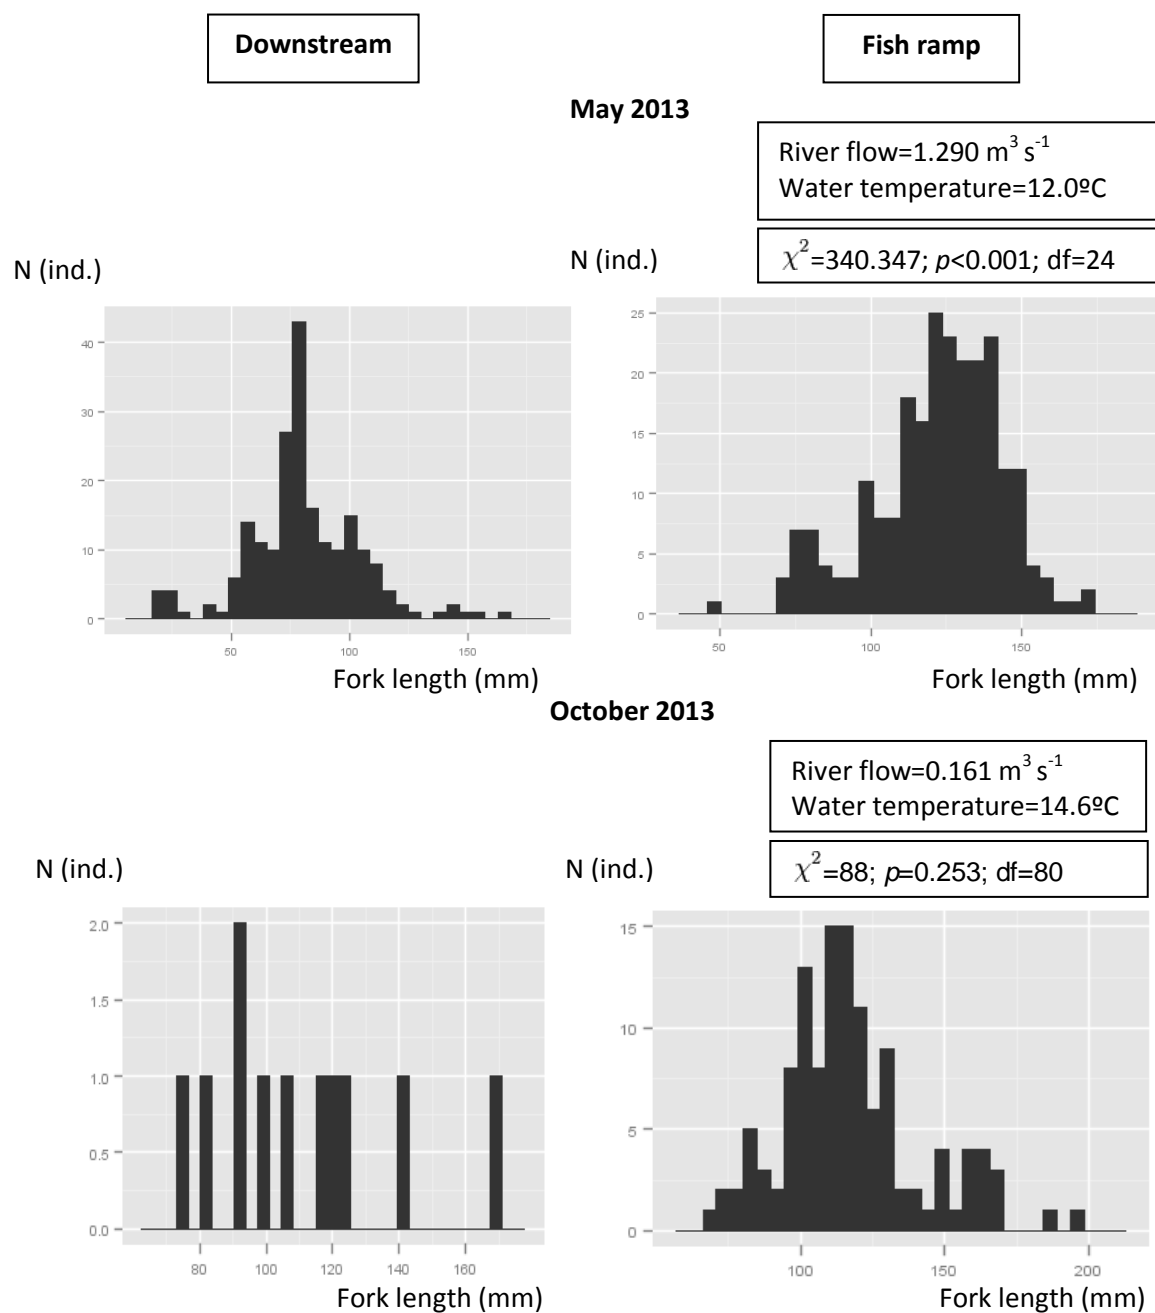 Downstream
Fish ramp
May 2013
River flow=1.290 m³ s⁻¹
Water temperature=12.0ºC
χ²=340.347; p<0.001; df=24
N (ind.)
N (ind.)
40
30
20
10
0
50 100 150
Fork length (mm)
25
20
15
10
5
0
50 100 150
Fork length (mm)
October 2013
River flow=0.161 m³ s⁻¹
Water temperature=14.6ºC
χ²=88; p=0.253; df=80
N (ind.)
N (ind.)
2.0
1.5
1.0
0.5
0.0
80 100 120 140 160
Fork length (mm)
15
10
5
0
100 150 200
Fork length (mm)